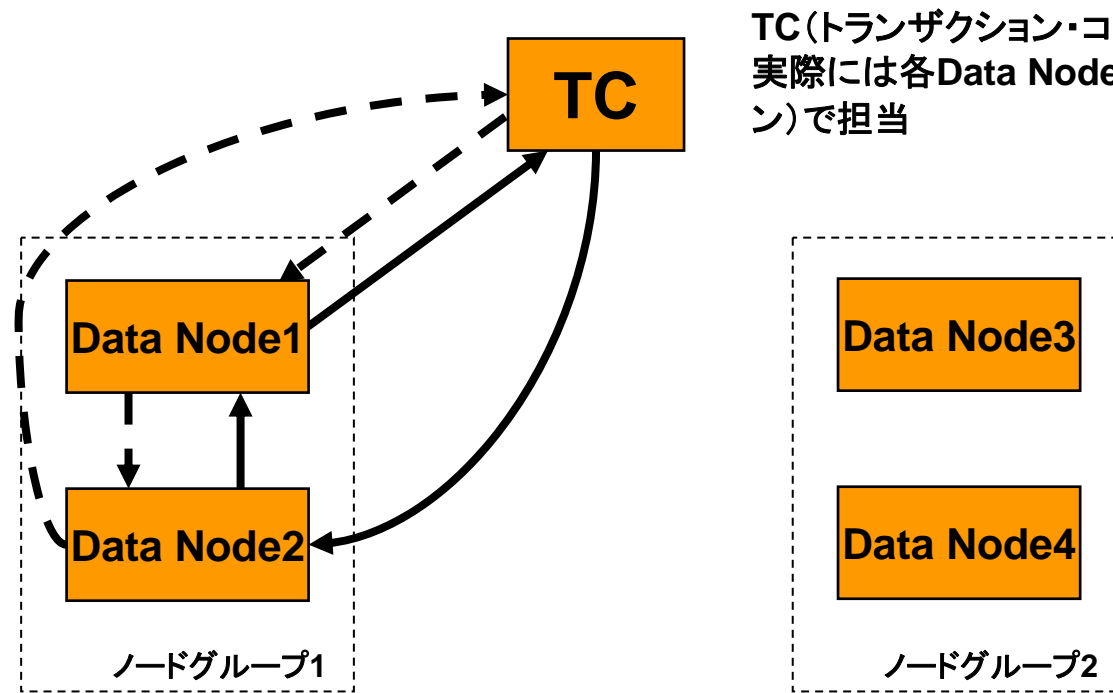 TC(トランザクション・コ
実際には各Data Node
ン)で担当
TC
Data Node1
Data Node3
Data Node2
Data Node4
ノードグループ1
ノードグループ2